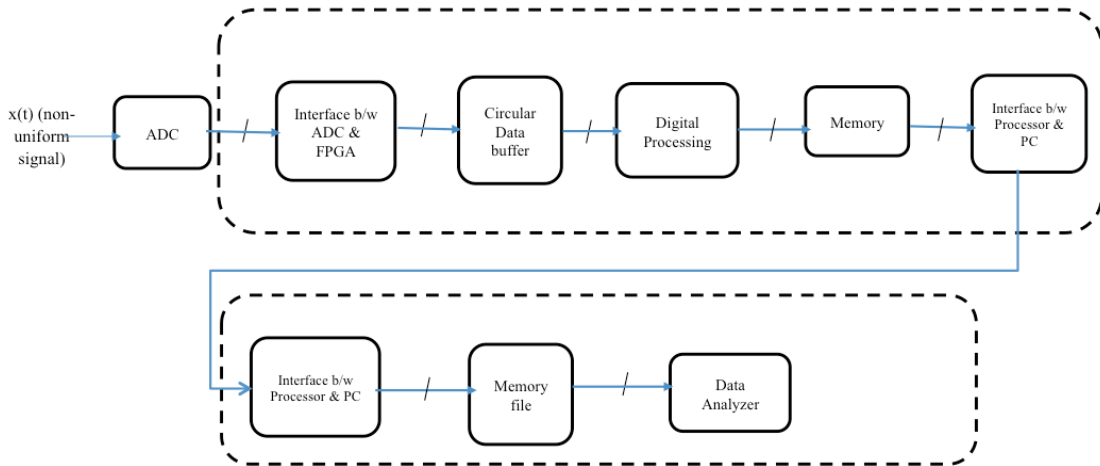 x(t) (non-
uniform
signal)
ADC
Interface b/w
ADC &
FPGA
Circular
Data
buffer
Digital
Processing
Memory
Interface b/w
Processor &
PC
Interface b/w
Processor & PC
Memory
file
Data
Analyzer